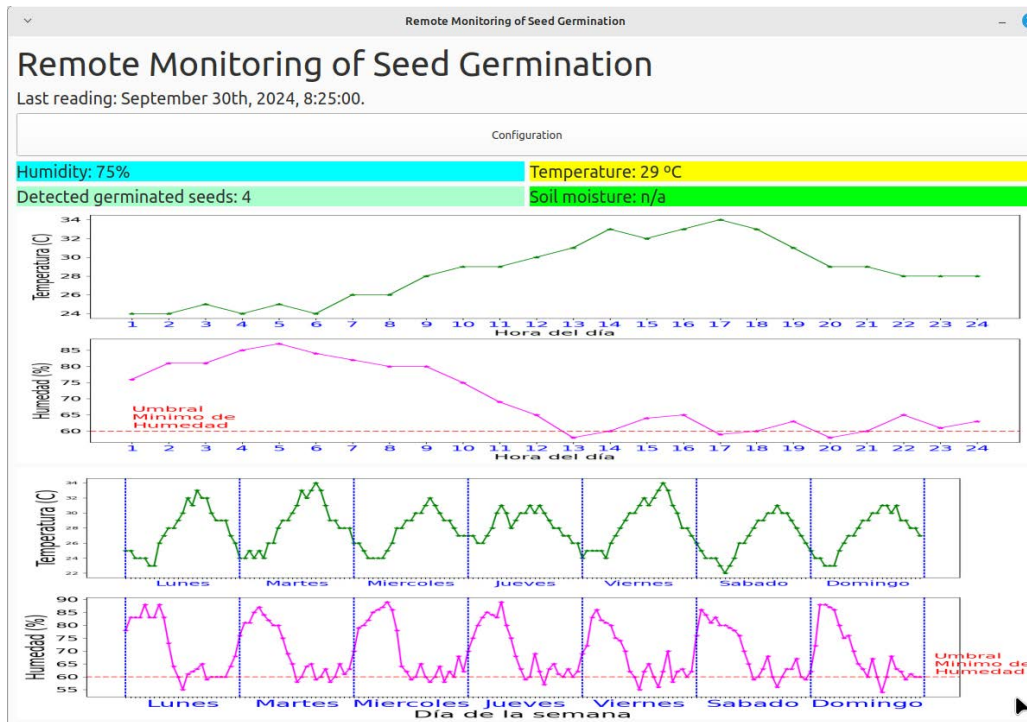 Remote Monitoring of Seed Germination
Remote Monitoring of Seed Germination
Last reading: September 30th, 2024, 8:25:00.
Configuration
Humidity: 75%
Temperature: 29 ºC
Detected germinated seeds: 4
Soil moisture: n/a
Temperatura (C)
34
32
30
28
26
24
1 2 3 4 5 6 7 8 9 10 11 12 13 14 15 16 17 18 19 20 21 22 23 24
Hora del día
Humedad (%)
85
80
75
70
65
60
Umbral
Minimo de
Humedad
1 2 3 4 5 6 7 8 9 10 11 12 13 14 15 16 17 18 19 20 21 22 23 24
Hora del día
Temperatura (C)
34
32
30
28
26
24
22
Lunes Martes Miercoles Jueves Viernes Sabado Domingo
Humedad (%)
90
85
80
75
70
65
60
55
Umbral
Minimo de
Humedad
Lunes Martes Miercoles Jueves Viernes Sabado Domingo
Día de la semana